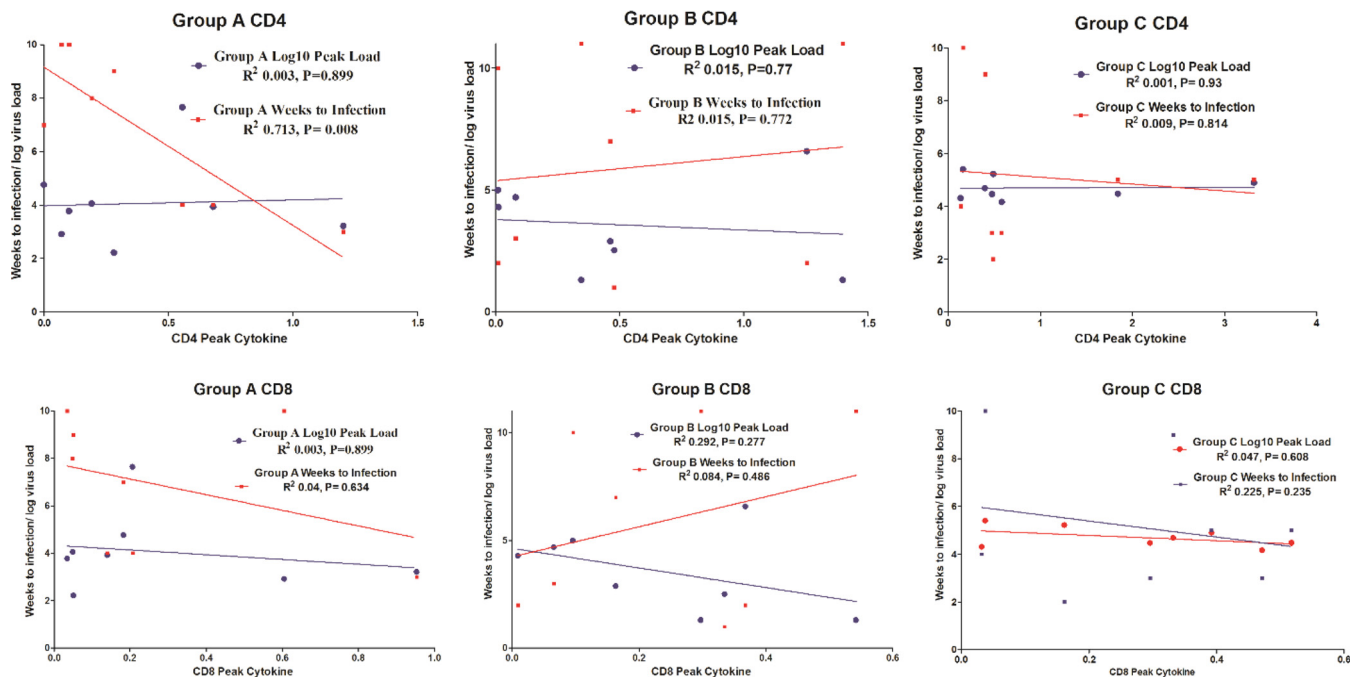 Group A CD4
Group A Log10 Peak Load
R2 0.003, P=0.899
Group A Weeks to Infection
R2 0.713, P= 0.008
Weeks to infection/ log virus load
10
8
6
4
2
0
0.0
0.5
1.0
1.5
CD4 Peak Cytokine
Group B CD4
Group B Log10 Peak Load
R2 0.015, P=0.77
Group B Weeks to Infection
R2 0.015, P= 0.772
Weeks to infection/ log virus load
10
5
0
0.0
0.5
1.0
1.5
CD4 Peak Cytokine
Group C CD4
Group C Log10 Peak Load
R2 0.001, P= 0.93
Group C Weeks to Infection
R2 0.009, P= 0.814
Weeks to infection/ log virus load
10
8
6
4
2
0
0
1
2
3
4
CD4 Peak Cytokine
Group A CD8
Group A Log10 Peak Load
R2 0.003, P=0.899
Group A Weeks to Infection
R2 0.04, P= 0.634
Weeks to infection/ log virus load
10
8
6
4
2
0
0.0
0.2
0.4
0.6
0.8
1.0
CD8 Peak Cytokine
Group B CD8
Group B Log10 Peak Load
R2 0.292, P= 0.277
Group B Weeks to Infection
R2 0.084, P= 0.486
Weeks to infection/ log virus load
10
5
0
0.0
0.2
0.4
0.6
CD8 Peak Cytokine
Group C CD8
Group C Log10 Peak Load
R2 0.047, P= 0.608
Group C Weeks to Infection
R2 0.225, P= 0.235
Weeks to infection/ log virus load
10
8
6
4
2
0
0.0
0.2
0.4
0.6
CD8 Peak Cytokine